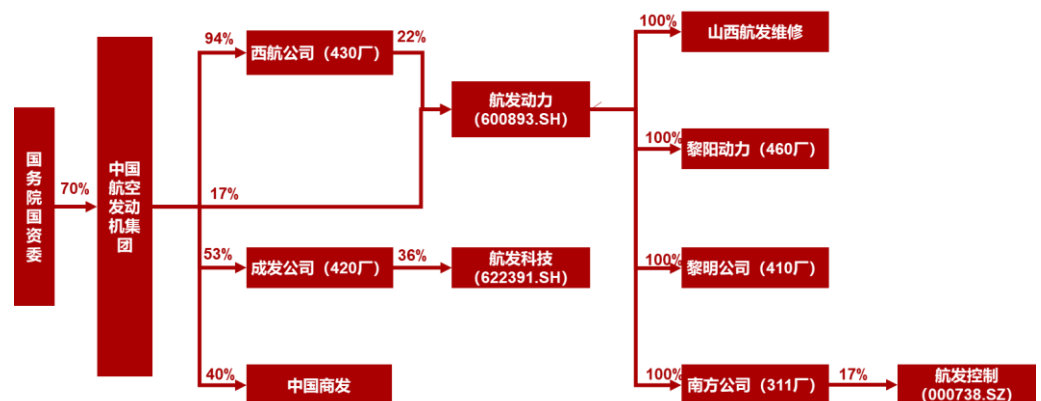 国务院国资委
70%
中国航空发动机集团
94%
西航公司（430厂）
22%
17%
53%
成发公司（420厂）
36%
40%
中国商发
航发动力
（600893.SH）
航发科技
（622391.SH）
100%
山西航发维修
100%
黎阳动力（460厂）
100%
黎明公司（410厂）
100%
南方公司（311厂）
17%
航发控制
(000738.SZ)